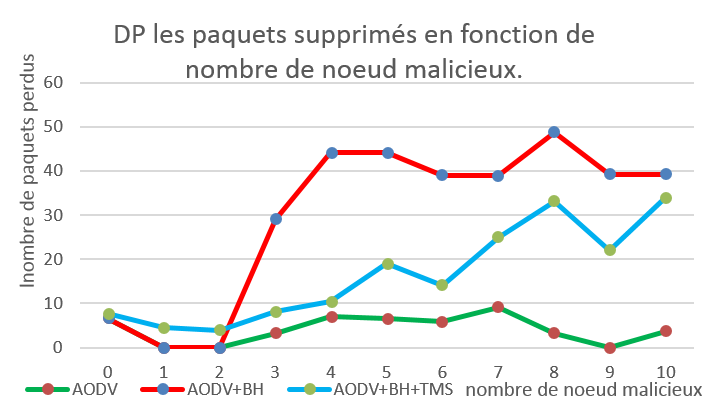 DP les paquets supprimés en fonction de
nombre de noeud malicieux.
Inombre de paquets perdus
60
50
40
30
20
10
0
0 1 2 3 4 5 6 7 8 9 10
AODV AODV+BH AODV+BH+TMS nombre de noeud malicieux